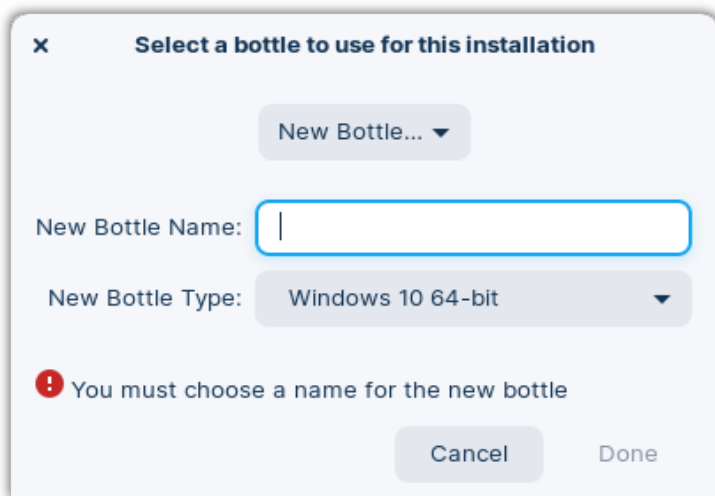 Select a bottle to use for this installation
New Bottle...
New Bottle Name:
New Bottle Type: Windows 10 64-bit
You must choose a name for the new bottle
Cancel Done